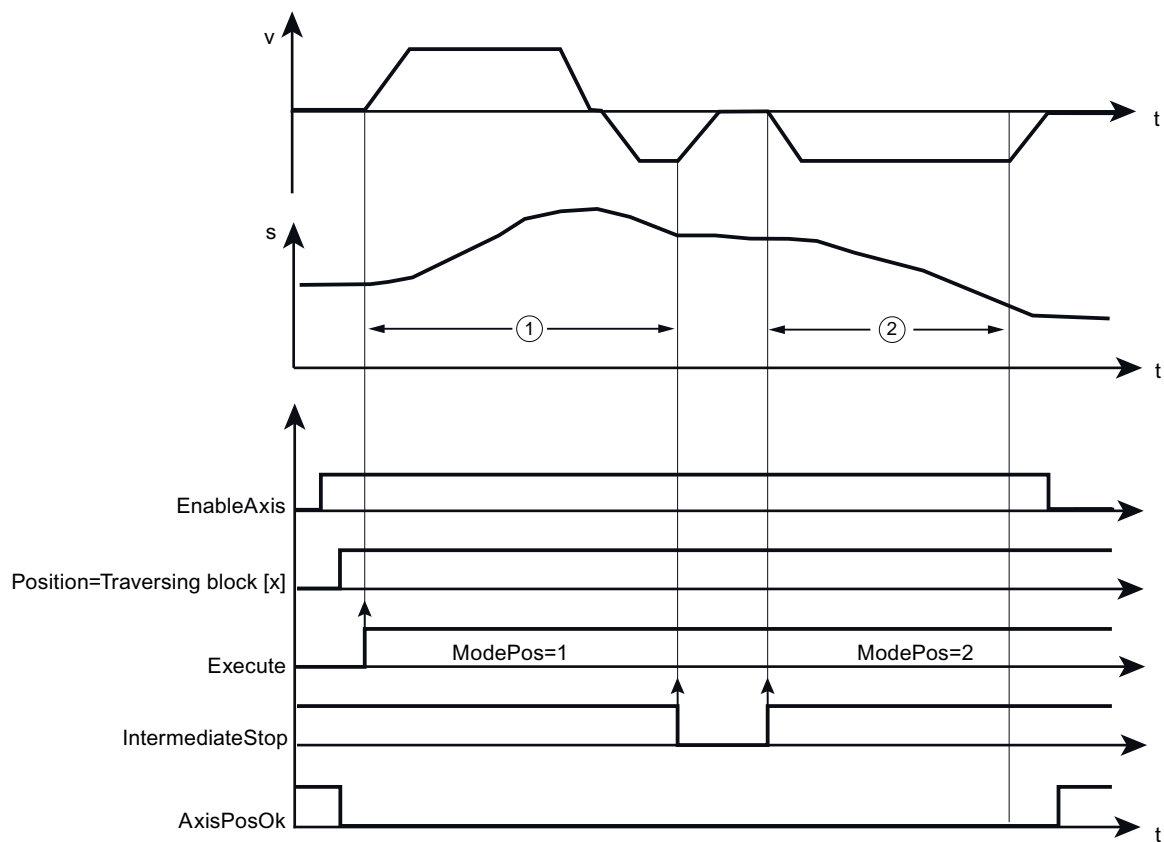 v
t
s
1
2
t
EnableAxis
Position=Traversing block [x]
Execute
ModePos=1
ModePos=2
IntermediateStop
AxisPosOk
t